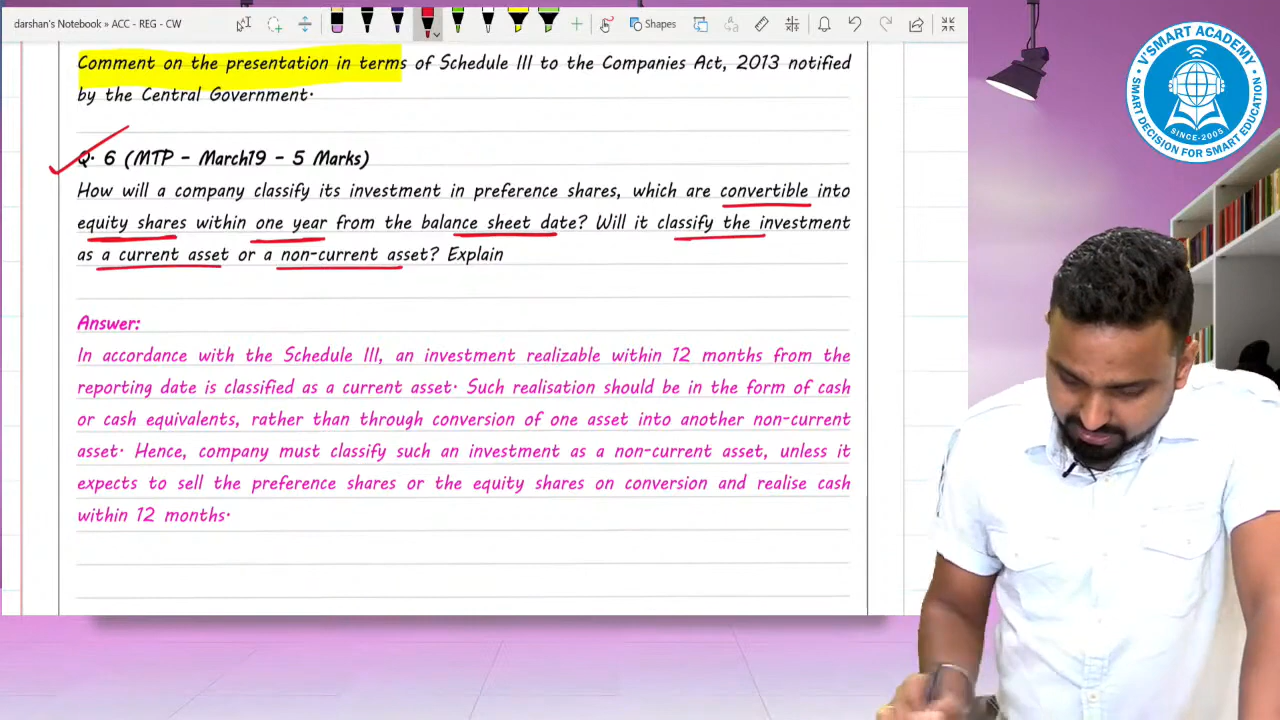 darshan's Notebook » ACC - REG - CW
Shapes
Comment on the presentation in terms of Schedule III to the Companies Act, 2013 notified
by the Central Government.
Q. 6 (MTP - March19 - 5 Marks)
How will a company classify its investment in preference shares, which are convertible into
equity shares within one year from the balance sheet date? Will it classify the investment
as a current asset or a non-current asset? Explain
Answer:
In accordance with the Schedule III, an investment realizable within 12 months from the
reporting date is classified as a current asset. Such realisation should be in the form of cash
or cash equivalents, rather than through conversion of one asset into another non-current
asset. Hence, company must classify such an investment as a non-current asset, unless it
expects to sell the preference shares or the equity shares on conversion and realise cash
within 12 months.
V'SMART ACADEMY
SINCE-2005
SMART DECISION FOR SMART EDUCATION